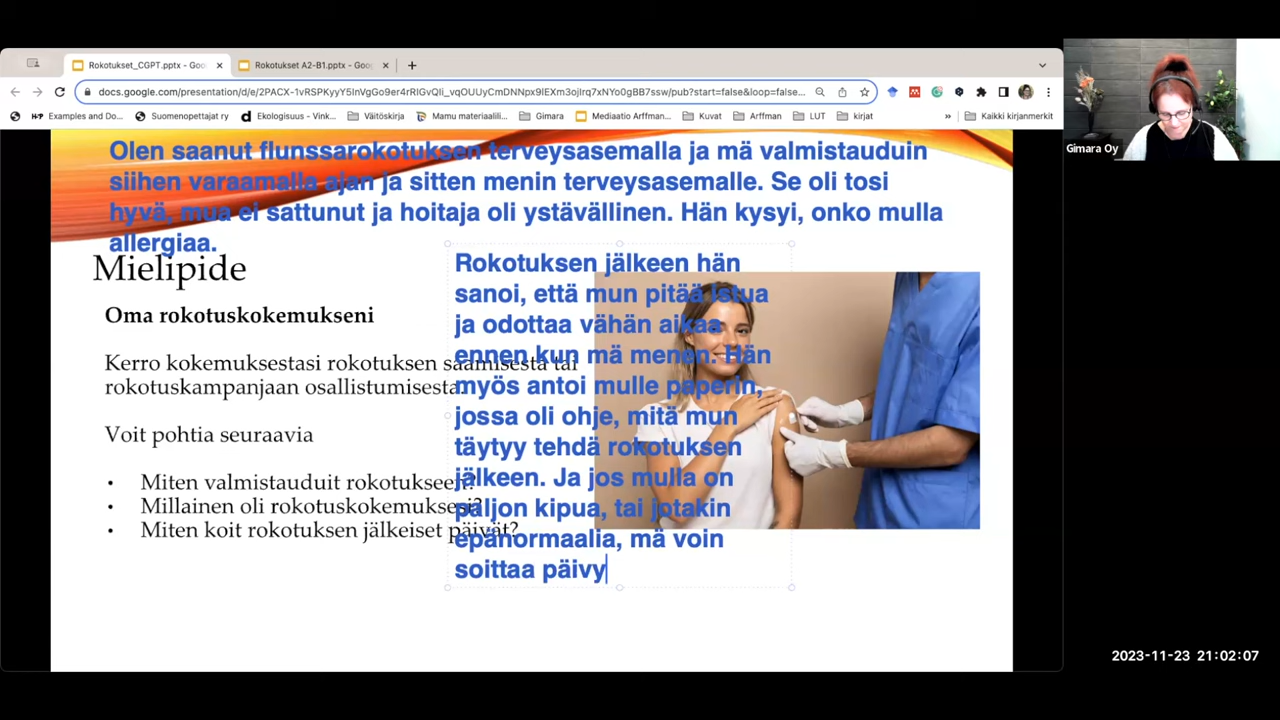 Rokotukset_CGPT.pptx - Goo
Rokotukset A2-B1.pptx - Goo
docs.google.com/presentation/d/e/2PACX-1vRSPKyyY5InVgGo9er4rRIGvQIi_vqOUUyCmDNNpx9lEXm3ojIrq7xNYo0gBB7ssw/pub?start=false&loop=false...
Examples and Do...
Suomenopettajat ry
Ekologisuus - Vink...
Väitöskirja
Mamu materiaalili...
Gimara
Mediaatio Arffman...
Kuvat
Arffman
LUT
kirjat
»
Kaikki kirjanmerkit
Gimara Oy
Olen saanut flunssarokotuksen terveysasemalla ja mä valmistauduin
siihen varaamalla ajan ja sitten menin terveysasemalle. Se oli tosi
hyvä, mua ei sattunut ja hoitaja oli ystävällinen. Hän kysyi, onko mulla
allergiaa.
Mielipide
Oma rokotuskokemukseni
Kerro kokemuksestasi rokotuksen saamisesta tai
rokotuskampanjaan osallistumisesta.
Voit pohtia seuraavia
• Miten valmistauduit rokotukseen?
• Millainen oli rokotuskokemuksesi?
• Miten koit rokotuksen jälkeiset päivät?
Rokotuksen jälkeen hän
sanoi, että mun pitää istua
ja odottaa vähän aikaa
ennen kun mä menen. Hän
myös antoi mulle paperin,
jossa oli ohje, mitä mun
täytyy tehdä rokotuksen
jälkeen. Ja jos mulla on
paljon kipua, tai jotakin
epänormaalia, mä voin
soittaa päivy
2023-11-23 21:02:07